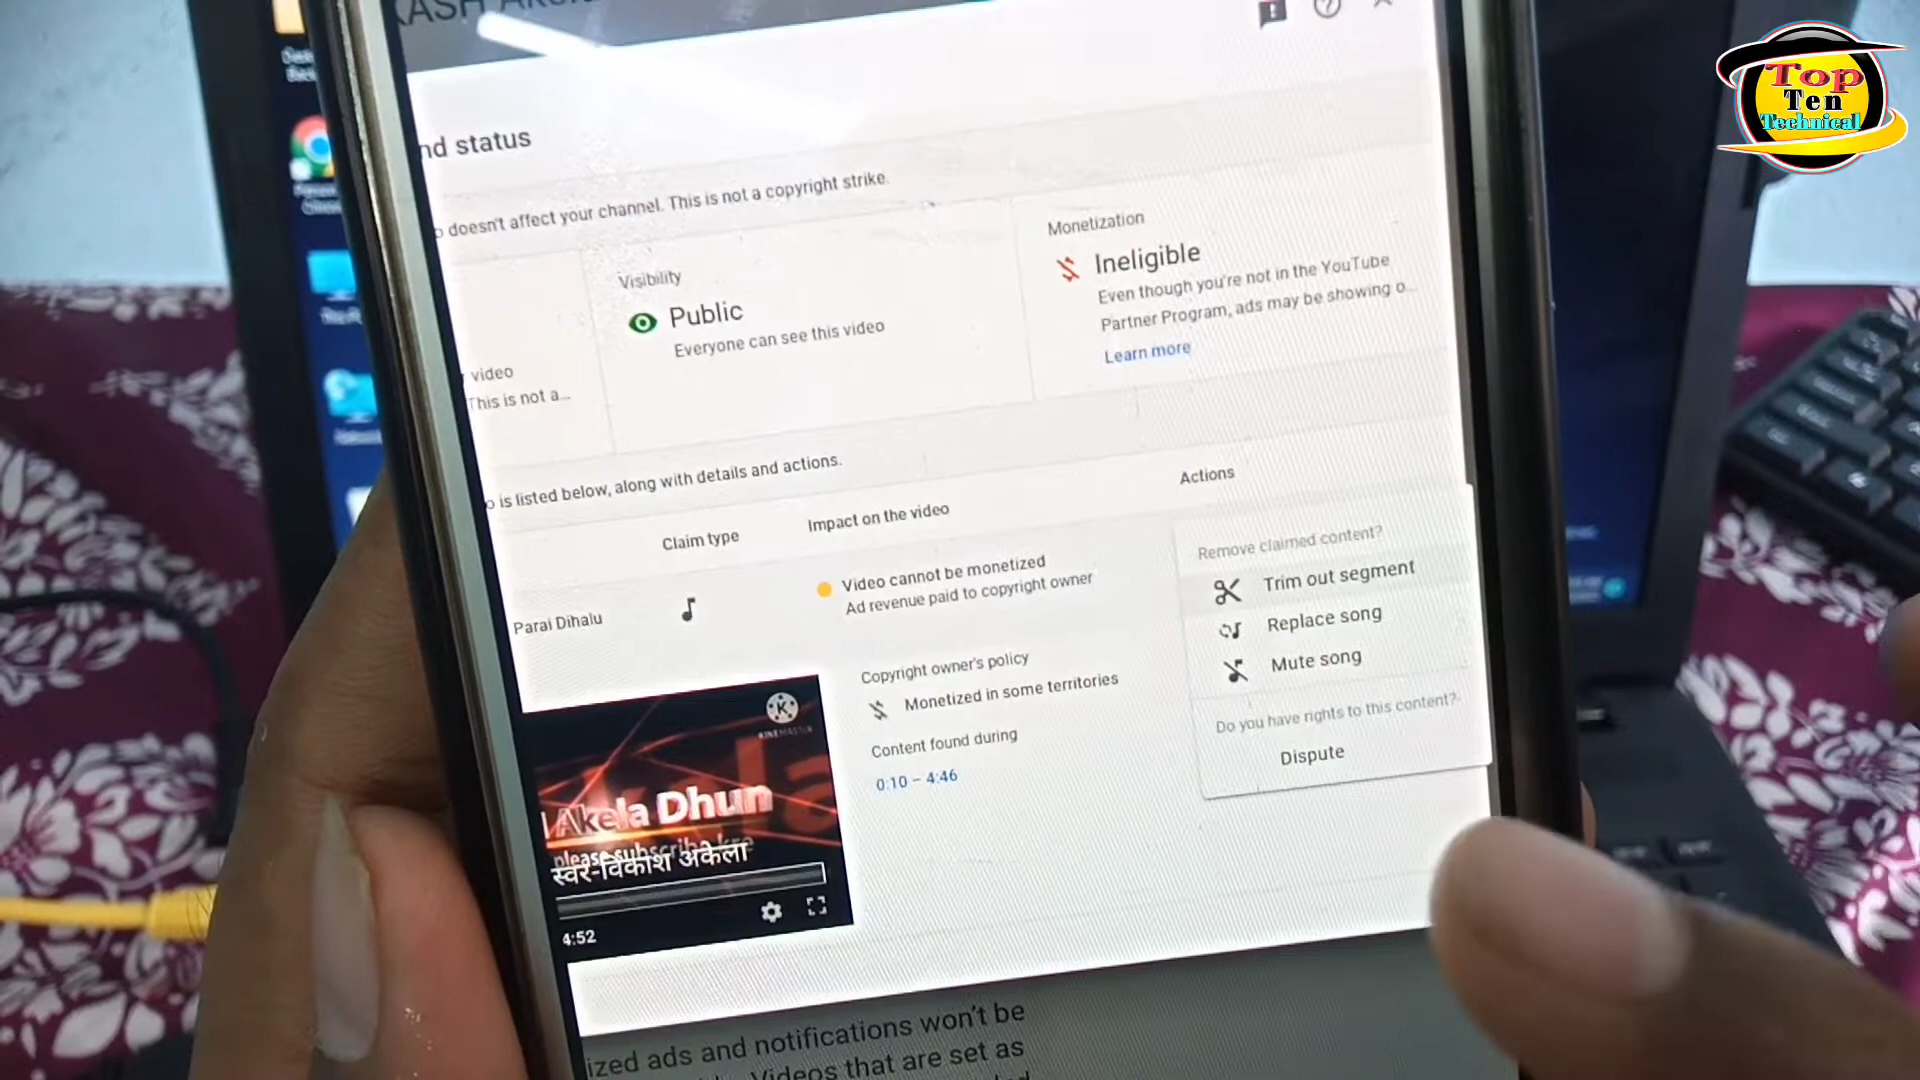 Top
Ten
Technical
nd status
doesn't affect your channel. This is not a copyright strike.
Visibility
Public
Everyone can see this video
Monetization
Ineligible
Even though you're not in the YouTube
Partner Program, ads may be showing o...
Learn more
video
This is not a...
is listed below, along with details and actions.
Claim type
Impact on the video
Actions
Parai Dihalu
Video cannot be monetized
Ad revenue paid to copyright owner
Remove claimed content?
Trim out segment
Replace song
Mute song
Do you have rights to this content?
Dispute
Copyright owner's policy
Monetized in some territories
Content found during
0:10 – 4:46
KINEMASTER
Akela Dhun
please subscribe kre
स्वर-विकाश अकेला
4:52
ized ads and notifications won't be
Videos that are set as